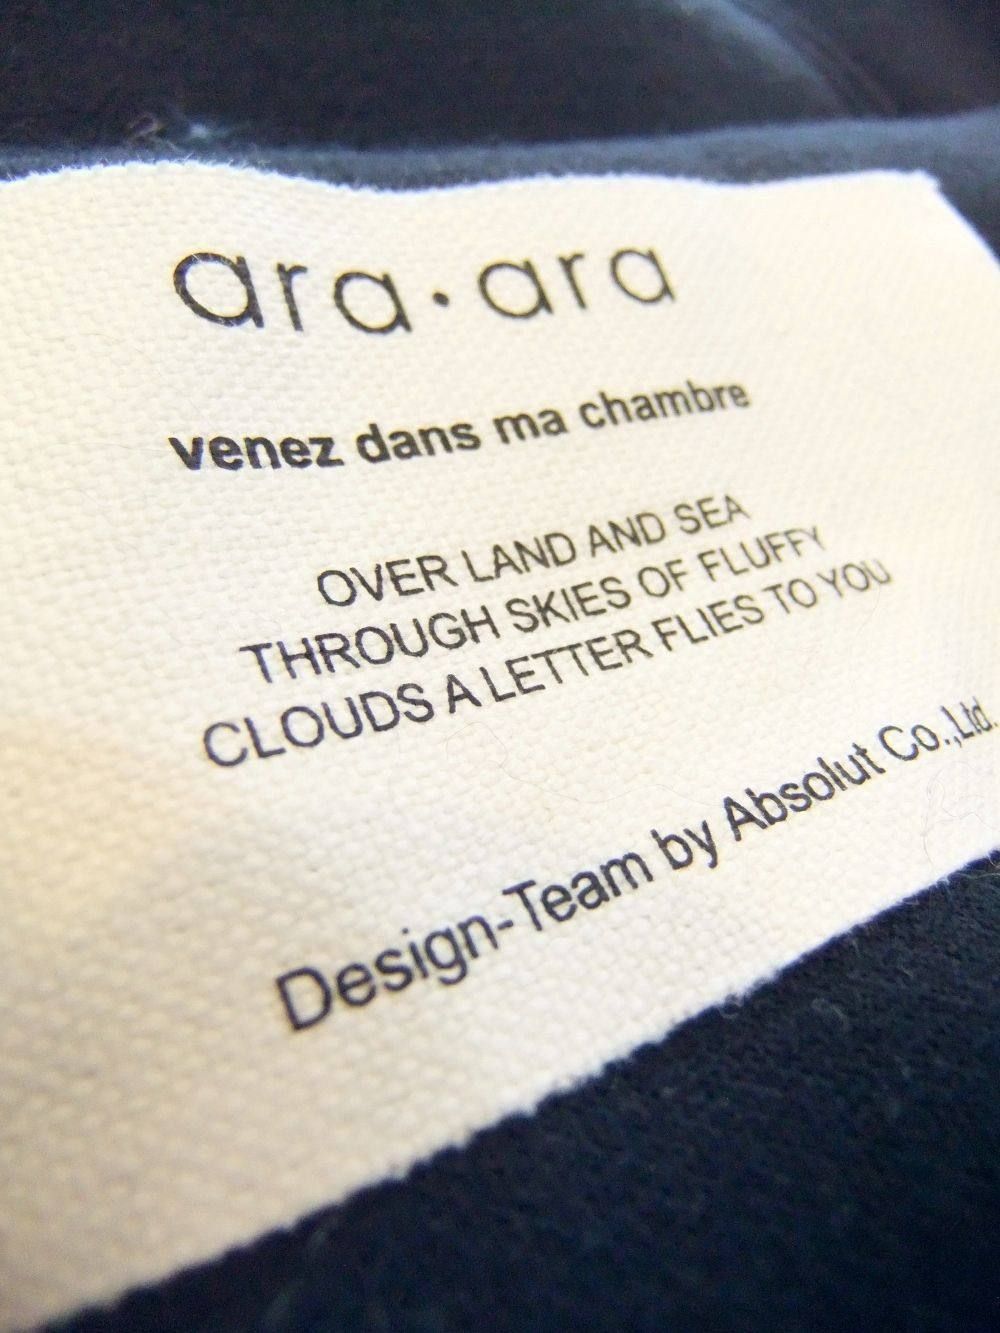 ara·ara
venez dans ma chambre
OVER LAND AND SEA
THROUGH SKIES OF FLUFFY
CLOUDS A LETTER FLIES TO YOU
Design-Team by Absolut Co.,Ltd.